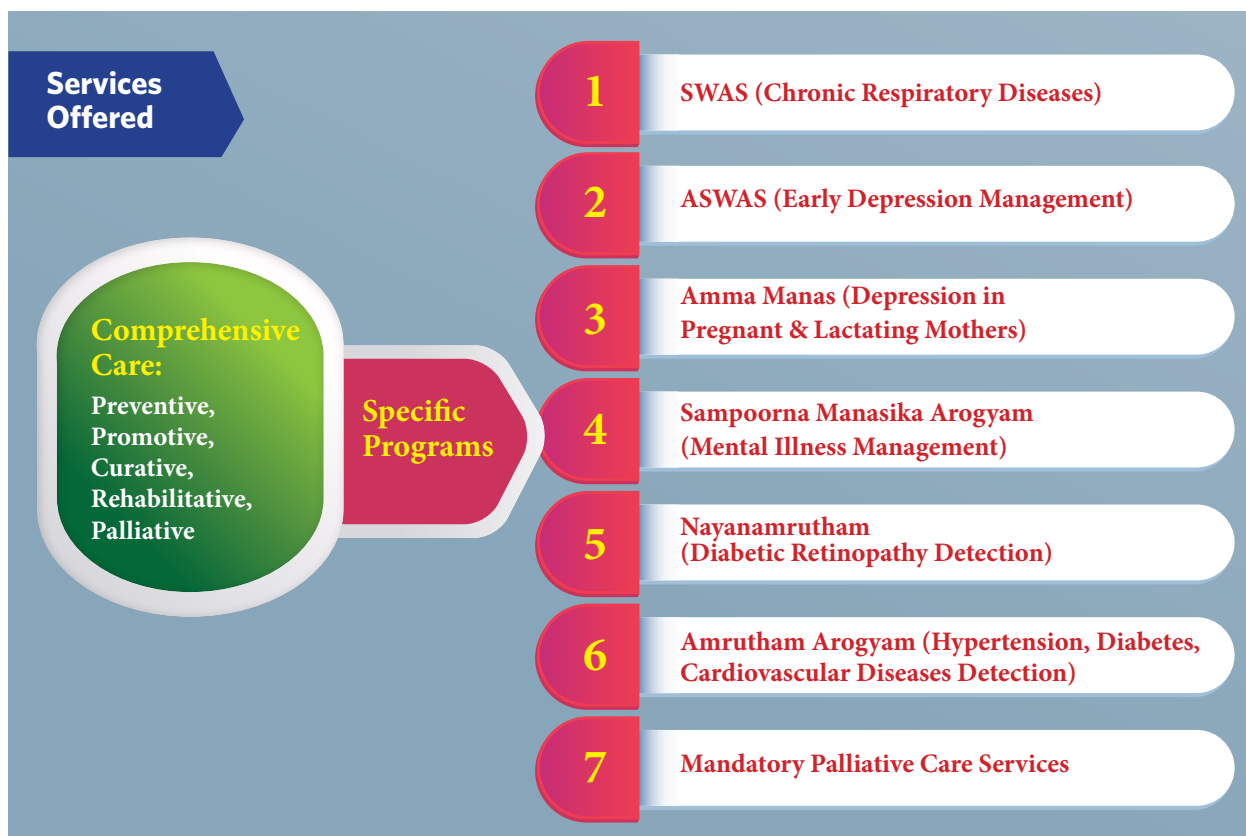 Services
Offered
Comprehensive
Care:
Preventive,
Promotive,
Curative,
Rehabilitative,
Palliative
Specific
Programs
1
SWAS (Chronic Respiratory Diseases)
2
ASWAS (Early Depression Management)
3
Amma Manas (Depression in
Pregnant & Lactating Mothers)
4
Sampoorna Manasika Arogyam
(Mental Illness Management)
5
Nayanamrutham
(Diabetic Retinopathy Detection)
6
Amrutham Arogyam (Hypertension, Diabetes,
Cardiovascular Diseases Detection)
7
Mandatory Palliative Care Services